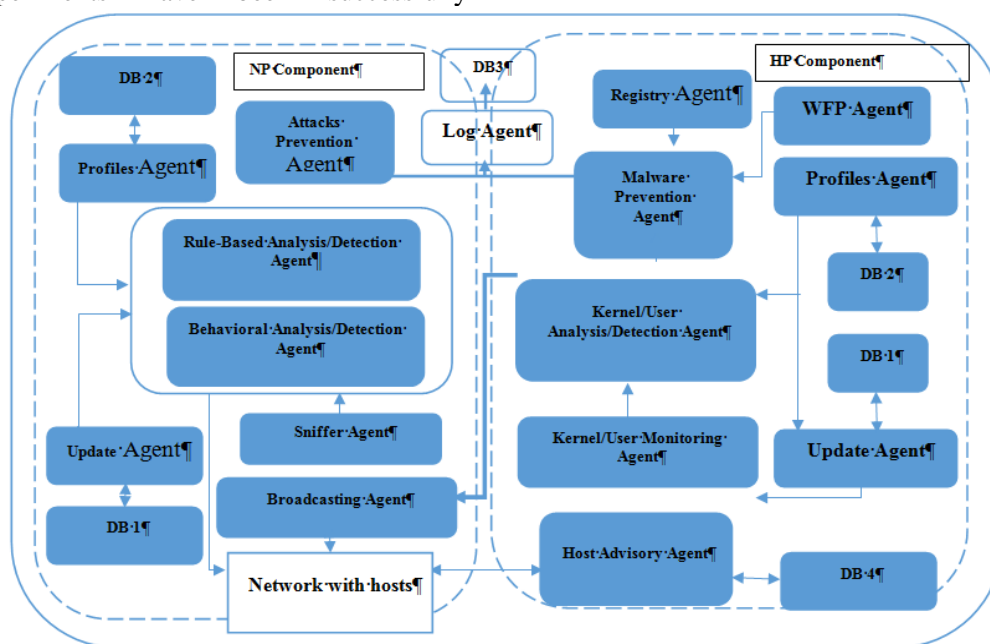 successfully
DB 2¶
NP Component¶
DB3¶
HP Component¶
Registry Agent¶
WFP Agent¶
Attacks
Prevention
Agent¶
Log Agent¶
Profiles Agent¶
Malware
Prevention
Agent¶
Profiles Agent¶
Rule-Based Analysis/Detection
Agent¶
DB 2¶
Kernel/User
Analysis/Detection Agent¶
Behavioral Analysis/Detection
Agent¶
DB 1¶
Update Agent¶
Sniffer Agent¶
Kernel/User Monitoring
Agent¶
Update Agent¶
Broadcasting Agent¶
DB 1¶
Host Advisory Agent¶
DB 4¶
Network with hosts¶